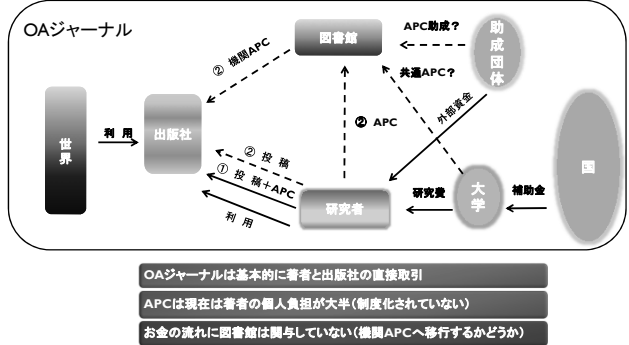 OAジャーナル
図書館
APC助成？
助成団体
② 機関APC
共通APC？
外部資金
世界
利用
出版社
② APC
② 投稿
① 投稿＋APC
利用
研究者
研究費
大学
補助金
国
OAジャーナルは基本的に著者と出版社の直接取引
APCは現在は著者の個人負担が大半（制度化されていない）
お金の流れに図書館は関与していない（機関APCへ移行するかどうか）